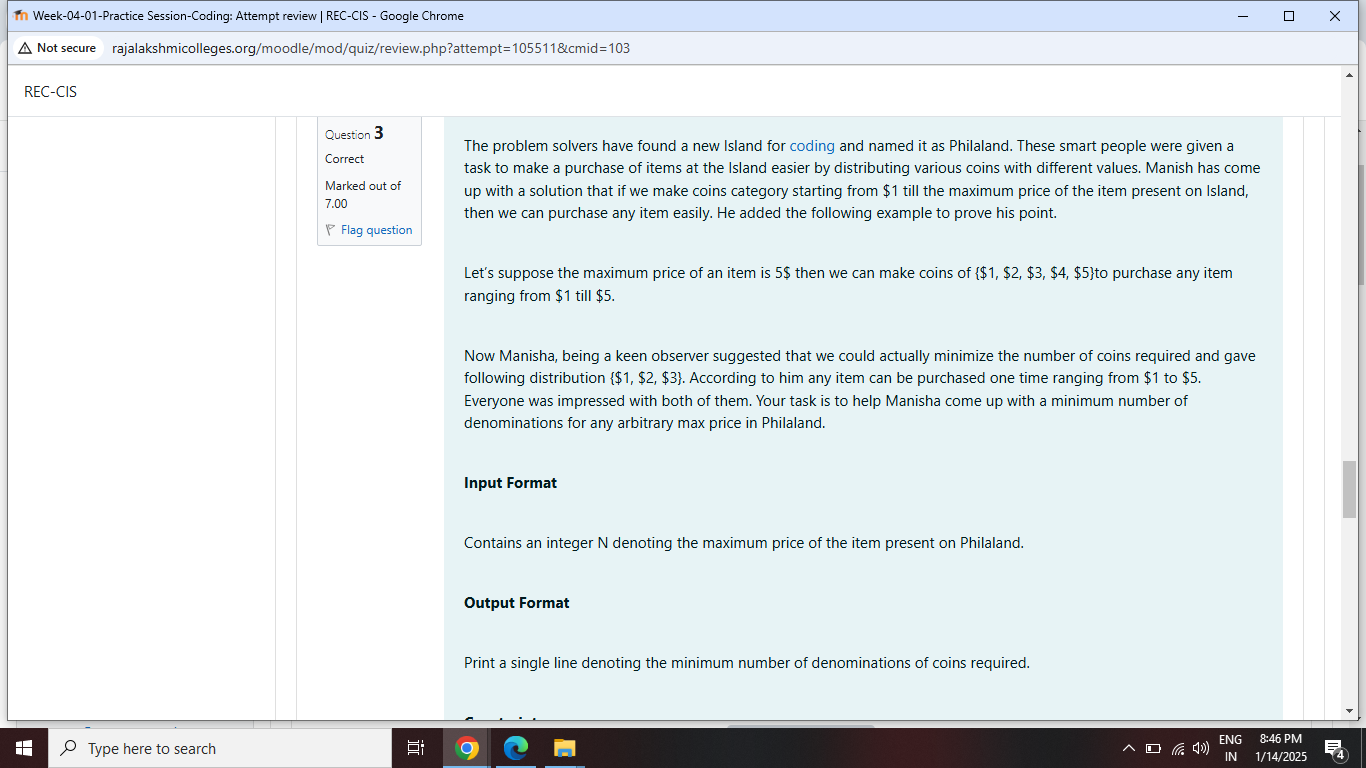 Week-04-01-Practice Session-Coding: Attempt review | REC-CIS - Google Chrome
Not secure rajalakshmicolleges.org/moodle/mod/quiz/review.php?attempt=105511&cmid=103
REC-CIS
Question 3
Correct
Marked out of
7.00
Flag question
The problem solvers have found a new Island for coding and named it as Philaland. These smart people were given a
task to make a purchase of items at the Island easier by distributing various coins with different values. Manish has come
up with a solution that if we make coins category starting from $1 till the maximum price of the item present on Island,
then we can purchase any item easily. He added the following example to prove his point.
Let's suppose the maximum price of an item is 5$ then we can make coins of {$1, $2, $3, $4, $5}to purchase any item
ranging from $1 till $5.
Now Manisha, being a keen observer suggested that we could actually minimize the number of coins required and gave
following distribution {$1, $2, $3}. According to him any item can be purchased one time ranging from $1 to $5.
Everyone was impressed with both of them. Your task is to help Manisha come up with a minimum number of
denominations for any arbitrary max price in Philaland.
Input Format
Contains an integer N denoting the maximum price of the item present on Philaland.
Output Format
Print a single line denoting the minimum number of denominations of coins required.
Type here to search
ENG
IN
8:46 PM
1/14/2025
4